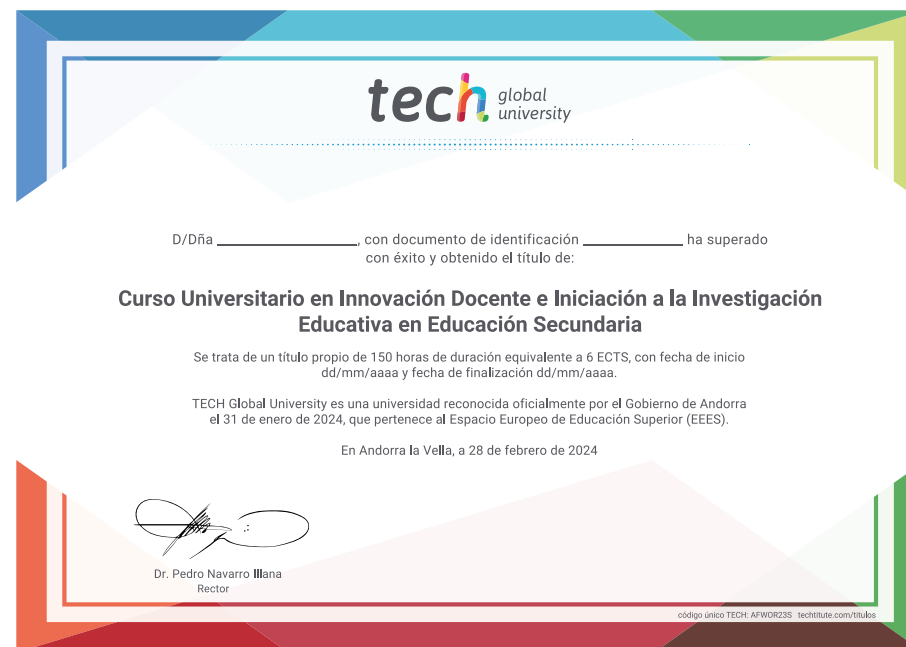 tech global university
D/Dña ____________________, con documento de identificación ______________ ha superado
con éxito y obtenido el título de:
Curso Universitario en Innovación Docente e Iniciación a la Investigación
Educativa en Educación Secundaria
Se trata de un título propio de 150 horas de duración equivalente a 6 ECTS, con fecha de inicio
dd/mm/aaaa y fecha de finalización dd/mm/aaaa.
TECH Global University es una universidad reconocida oficialmente por el Gobierno de Andorra
el 31 de enero de 2024, que pertenece al Espacio Europeo de Educación Superior (EEES).
En Andorra la Vella, a 28 de febrero de 2024
Dr. Pedro Navarro Illana
Rector
código único TECH: AFWOR23S techtitute.com/titulos